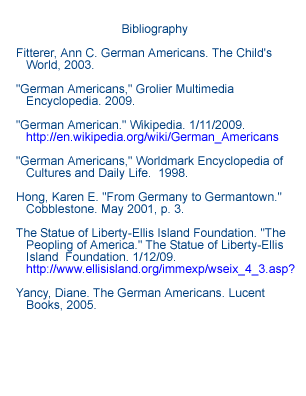 Bibliography
Fitterer, Ann C. German Americans. The Child's
World, 2003.
"German Americans," Grolier Multimedia
Encyclopedia. 2009.
"German American." Wikipedia. 1/11/2009.
http://en.wikipedia.org/wiki/German_Americans
"German Americans," Worldmark Encyclopedia of
Cultures and Daily Life.  1998.
Hong, Karen E. "From Germany to Germantown."
Cobblestone. May 2001, p. 3.
The Statue of Liberty-Ellis Island Foundation. "The
Peopling of America." The Statue of Liberty-Ellis
Island  Foundation. 1/12/09.
http://www.ellisisland.org/immexp/wseix_4_3.asp?
Yancy, Diane. The German Americans. Lucent
Books, 2005.